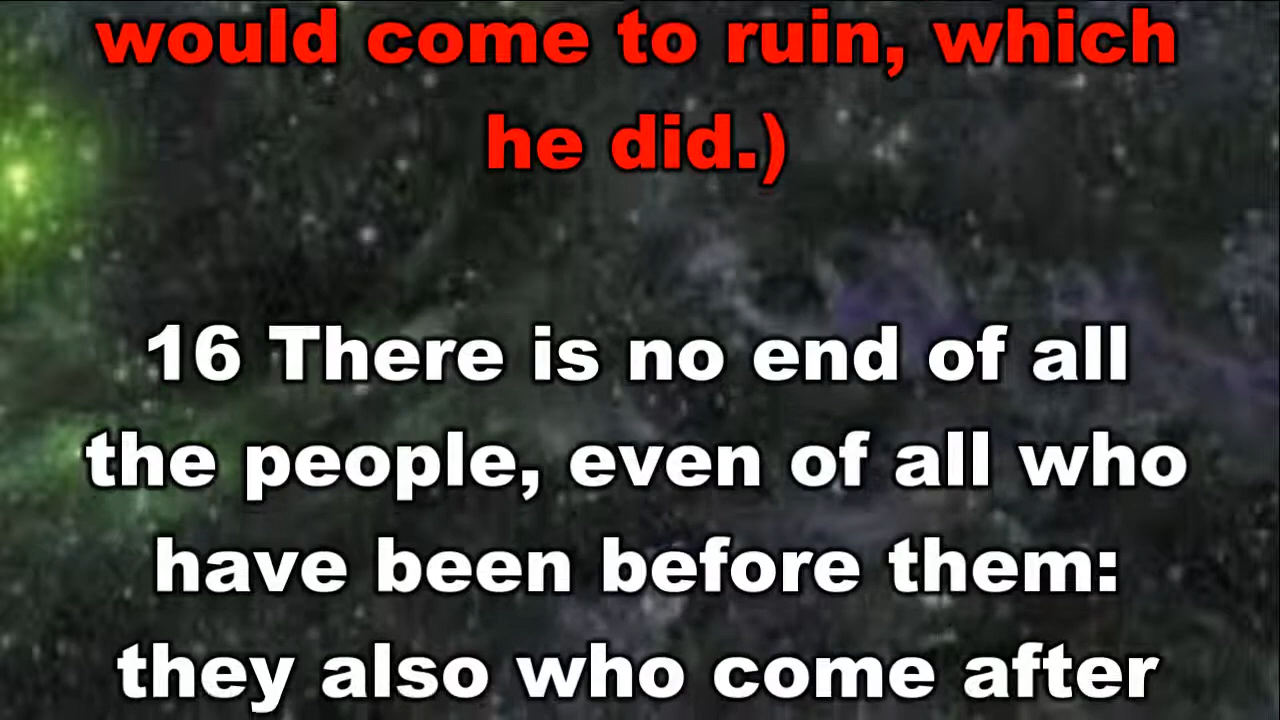 would come to ruin, which
he did.)
16 There is no end of all
the people, even of all who
have been before them:
they also who come after